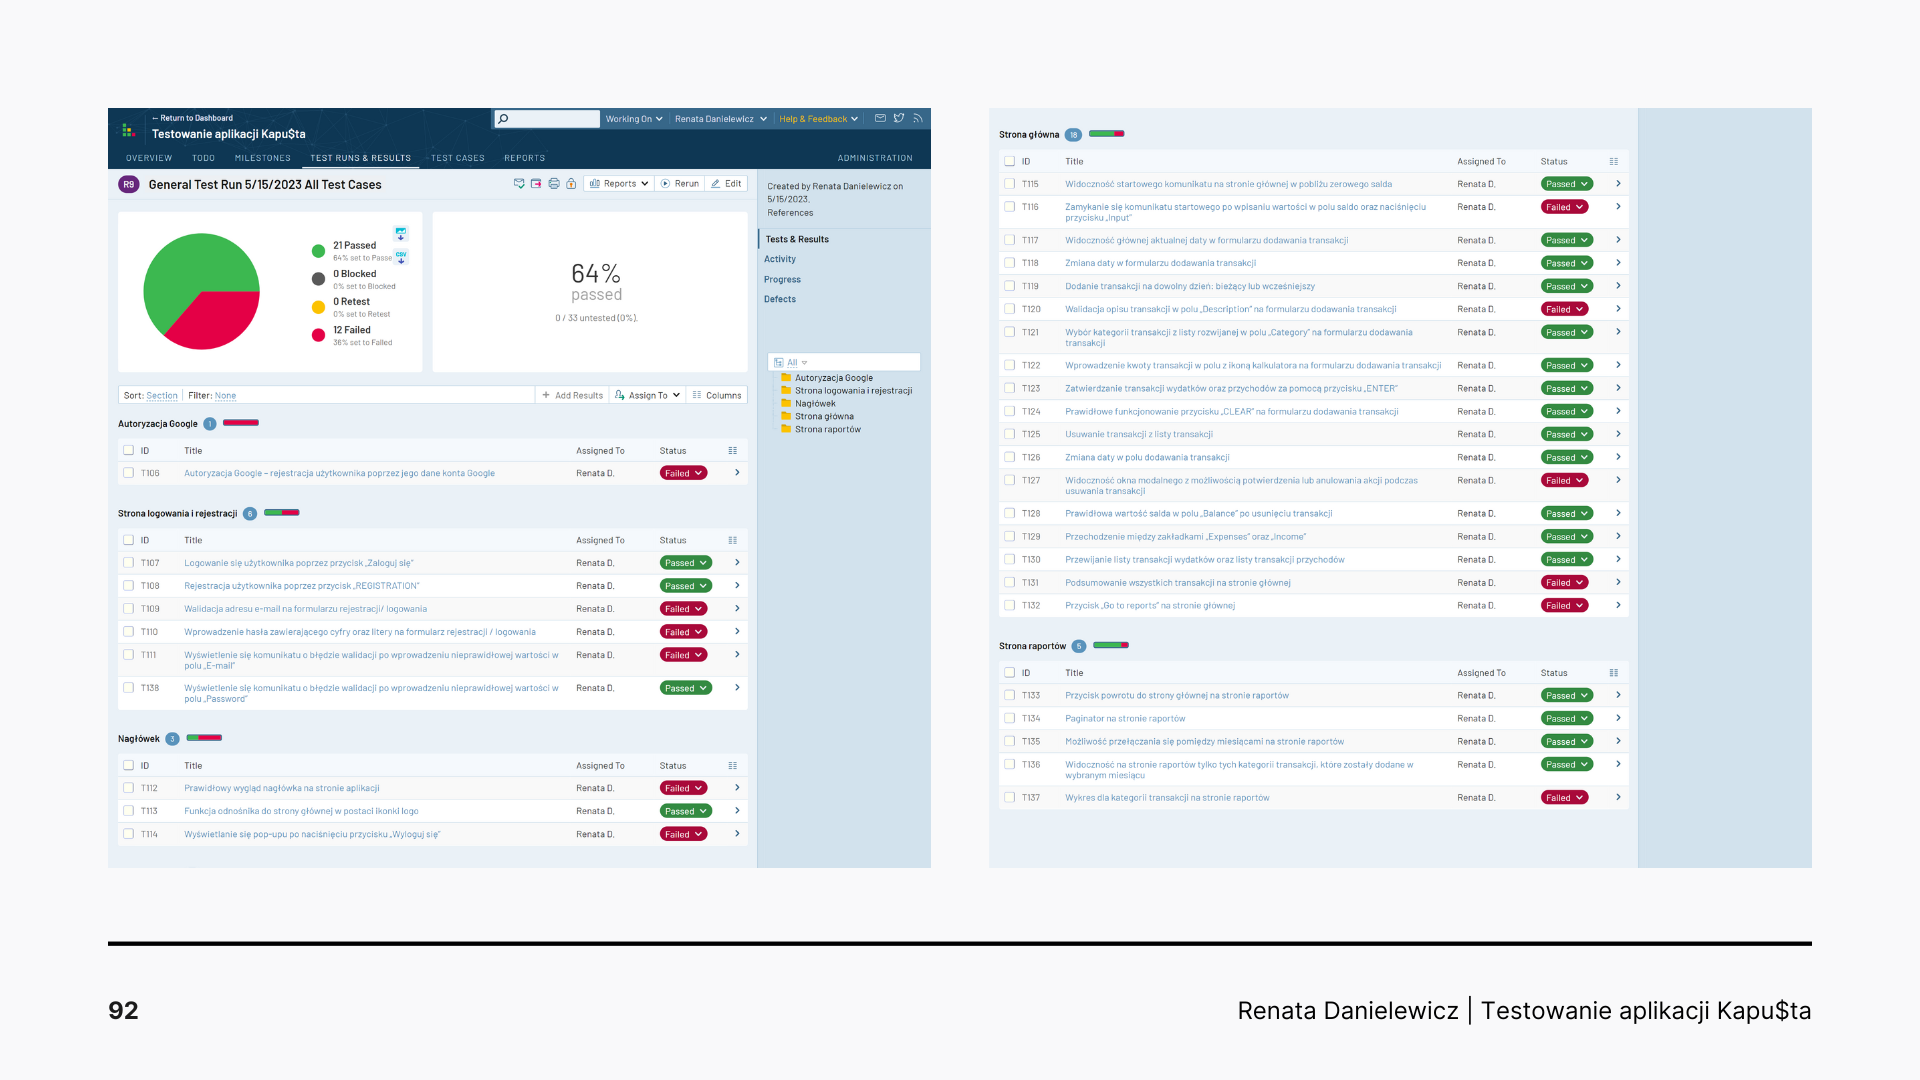 ← Return to Dashboard
Testowanie aplikacji Kapu$ta
Working On
Renata Danielewicz
Help & Feedback
OVERVIEW TODO MILESTONES TEST RUNS & RESULTS TEST CASES REPORTS ADMINISTRATION
R9 General Test Run 5/15/2023 All Test Cases
Reports Rerun Edit
21 Passed
64% set to Passe
0 Blocked
0% set to Blocked
0 Retest
0% set to Retest
12 Failed
36% set to Failed
CSV
64%
passed
0 / 33 untested (0%).
Created by Renata Danielewicz on
5/15/2023.
References
Tests & Results
Activity
Progress
Defects
All
Autoryzacja Google
Strona logowania i rejestracji
Nagłówek
Strona główna
Strona raportów
Sort: Section Filter: None
+ Add Results Assign To Columns
Autoryzacja Google 1
ID Title Assigned To Status
T106 Autoryzacja Google – rejestracja użytkownika poprzez jego dane konta Google Renata D. Failed
Strona logowania i rejestracji 6
ID Title Assigned To Status
T107 Logowanie się użytkownika poprzez przycisk „Zaloguj się” Renata D. Passed
T108 Rejestracja użytkownika poprzez przycisk „REGISTRATION” Renata D. Passed
T109 Walidacja adresu e-mail na formularzu rejestracji/ logowania Renata D. Failed
T110 Wprowadzenie hasła zawierającego cyfry oraz litery na formularz rejestracji / logowania Renata D. Failed
T111 Wyświetlenie się komunikatu o błędzie walidacji po wprowadzeniu nieprawidłowej wartości w Renata D. Failed
polu „E-mail”
T138 Wyświetlenie się komunikatu o błędzie walidacji po wprowadzeniu nieprawidłowej wartości w Renata D. Passed
polu „Password”
Nagłówek 3
ID Title Assigned To Status
T112 Prawidłowy wygląd nagłówka na stronie aplikacji Renata D. Failed
T113 Funkcja odnośnika do strony głównej w postaci ikonki logo Renata D. Passed
T114 Wyświetlanie się pop-upu po naciśnięciu przycisku „Wyloguj się” Renata D. Failed
Strona główna 18
ID Title Assigned To Status
T115 Widoczność startowego komunikatu na stronie głównej w pobliżu zerowego salda Renata D. Passed
T116 Zamykanie się komunikatu startowego po wpisaniu wartości w polu saldo oraz naciśnięciu Renata D. Failed
przycisku „Input”
T117 Widoczność głównej aktualnej daty w formularzu dodawania transakcji Renata D. Passed
T118 Zmiana daty w formularzu dodawania transakcji Renata D. Passed
T119 Dodanie transakcji na dowolny dzień: bieżący lub wcześniejszy Renata D. Passed
T120 Walidacja opisu transakcji w polu „Description” na formularzu dodawania transakcji Renata D. Failed
T121 Wybór kategorii transakcji z listy rozwijanej w polu „Category” na formularzu dodawania Renata D. Passed
transakcji
T122 Wprowadzenie kwoty transakcji w polu z ikoną kalkulatora na formularzu dodawania transakcji Renata D. Passed
T123 Zatwierdzanie transakcji wydatków oraz przychodów za pomocą przycisku „ENTER” Renata D. Passed
T124 Prawidłowe funkcjonowanie przycisku „CLEAR” na formularzu dodawania transakcji Renata D. Passed
T125 Usuwanie transakcji z listy transakcji Renata D. Passed
T126 Zmiana daty w polu dodawania transakcji Renata D. Passed
T127 Widoczność okna modalnego z możliwością potwierdzenia lub anulowania akcji podczas Renata D. Failed
usuwania transakcji
T128 Prawidłowa wartość salda w polu „Balance” po usunięciu transakcji Renata D. Passed
T129 Przechodzenie między zakładkami „Expenses” oraz „Income” Renata D. Passed
T130 Przewijanie listy transakcji wydatków oraz listy transakcji przychodów Renata D. Passed
T131 Podsumowanie wszystkich transakcji na stronie głównej Renata D. Failed
T132 Przycisk „Go to reports” na stronie głównej Renata D. Failed
Strona raportów 5
ID Title Assigned To Status
T133 Przycisk powrotu do strony głównej na stronie raportów Renata D. Passed
T134 Paginator na stronie raportów Renata D. Passed
T135 Możliwość przełączania się pomiędzy miesiącami na stronie raportów Renata D. Passed
T136 Widoczność na stronie raportów tylko tych kategorii transakcji, które zostały dodane w Renata D. Passed
wybranym miesiącu
T137 Wykres dla kategorii transakcji na stronie raportów Renata D. Failed
92
Renata Danielewicz | Testowanie aplikacji Kapu$ta